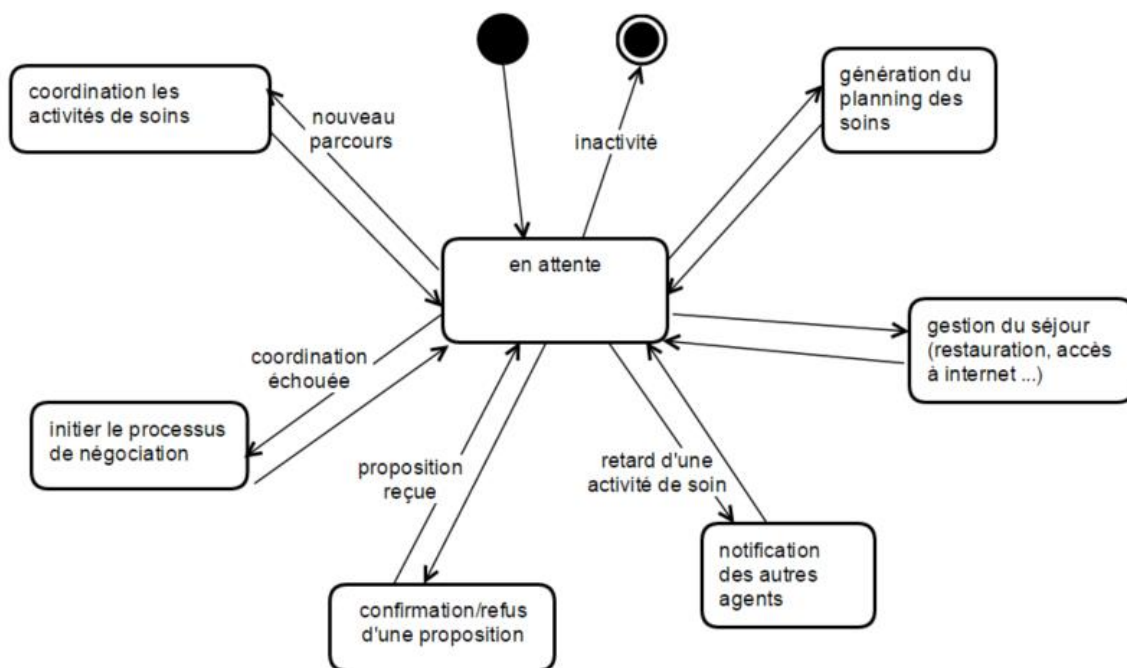 coordination les
activités de soins
nouveau
parcours
inactivité
génération du
planning des
soins
en attente
gestion du séjour
(restauration, accès
à internet ...)
coordination
échouée
initier le processus
de négociation
proposition
reçue
retard d'une
activité de soin
notification
des autres
agents
confirmation/refus
d'une proposition